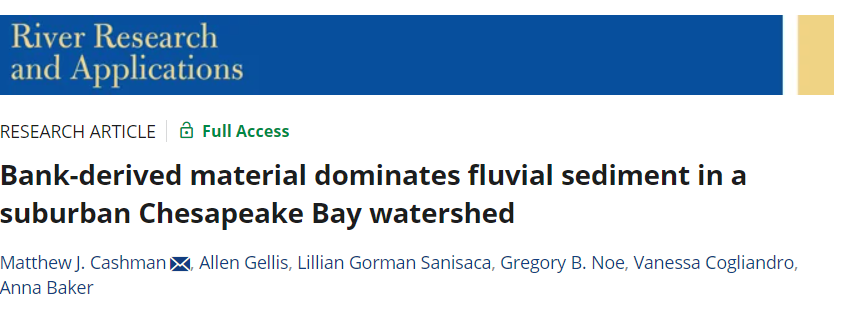 River Research
and Applications
RESEARCH ARTICLE Full Access
Bank-derived material dominates fluvial sediment in a
suburban Chesapeake Bay watershed
Matthew J. Cashman, Allen Gellis, Lillian Gorman Sanisaca, Gregory B. Noe, Vanessa Cogliandro,
Anna Baker